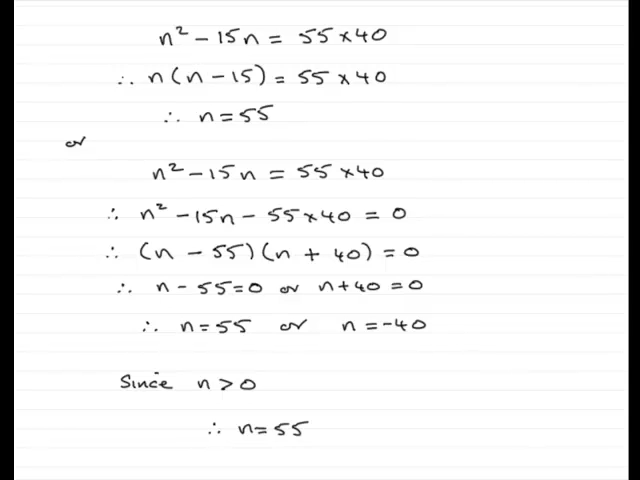 n² − 15n = 55 × 40
∴ n(n − 15) = 55 × 40
∴ n = 55
or
n² − 15n = 55 × 40
∴ n² − 15n − 55 × 40 = 0
∴ (n − 55)(n + 40) = 0
∴ n − 55 = 0 or n + 40 = 0
∴ n = 55 or n = −40
Since n > 0
∴ n = 55